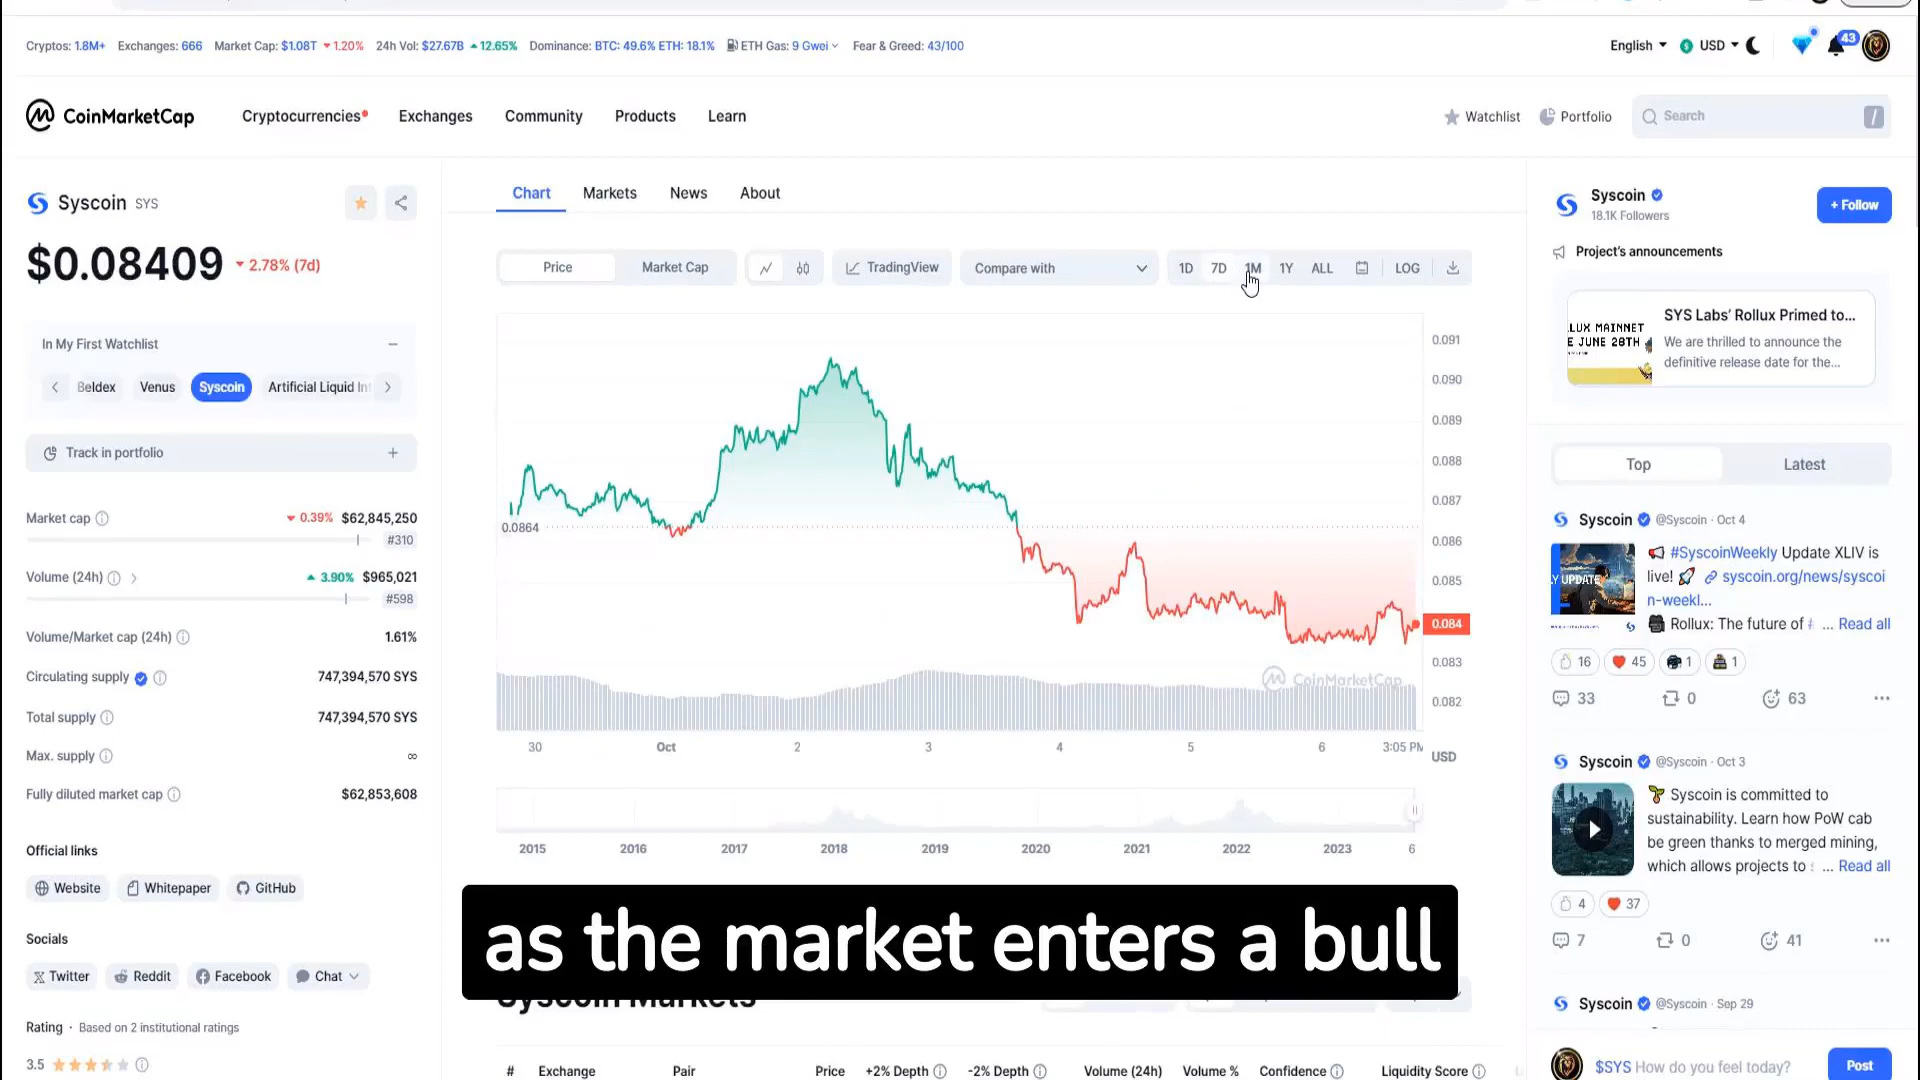 Cryptos: 1.8M+ Exchanges: 666 Market Cap: $1.08T 1.20% 24h Vol: $27.67B 12.65% Dominance: BTC: 49.6% ETH: 18.1% ETH Gas: 9 Gwei Fear & Greed: 43/100
English USD 43
CoinMarketCap Cryptocurrencies Exchanges Community Products Learn
Watchlist Portfolio Search /
Syscoin SYS
$0.08409 2.78% (7d)
In My First Watchlist
Beldex Venus Syscoin Artificial Liquid
Track in portfolio +
Market cap 0.39% $62,845,250
#310
Volume (24h) 3.90% $965,021
#598
Volume/Market cap (24h) 1.61%
Circulating supply 747,394,570 SYS
Total supply 747,394,570 SYS
Max. supply ∞
Fully diluted market cap $62,853,608
Official links
Website Whitepaper GitHub
Socials
Twitter Reddit Facebook Chat
Rating · Based on 2 institutional ratings
3.5
Chart Markets News About
Price Market Cap TradingView Compare with 1D 7D 1M 1Y ALL LOG
0.091
0.090
0.089
0.088
0.087
0.0864
0.086
0.085
0.084
0.083
CoinMarketCap
0.082
30 Oct 2 3 4 5 6 3:05 PM
USD
2015 2016 2017 2018 2019 2020 2021 2022 2023 6
as the market enters a bull
Syscoin Markets
# Exchange Pair Price +2% Depth -2% Depth Volume (24h) Volume % Confidence Liquidity Score
Syscoin
18.1K Followers
+ Follow
Project's announcements
LUX MAINNET
E JUNE 28TH
SYS Labs' Rollux Primed to...
We are thrilled to announce the
definitive release date for the...
Top Latest
Syscoin @Syscoin · Oct 4
Y UPDATE
#SyscoinWeekly Update XLIV is
live! syscoin.org/news/syscoi
n-weekl...
Rollux: The future of # ... Read all
16 45 1 1
33 0 63
Syscoin @Syscoin · Oct 3
Syscoin is committed to
sustainability. Learn how PoW cab
be green thanks to merged mining,
which allows projects to ... Read all
4 37
7 0 41
Syscoin @Syscoin · Sep 29
$SYS How do you feel today? Post